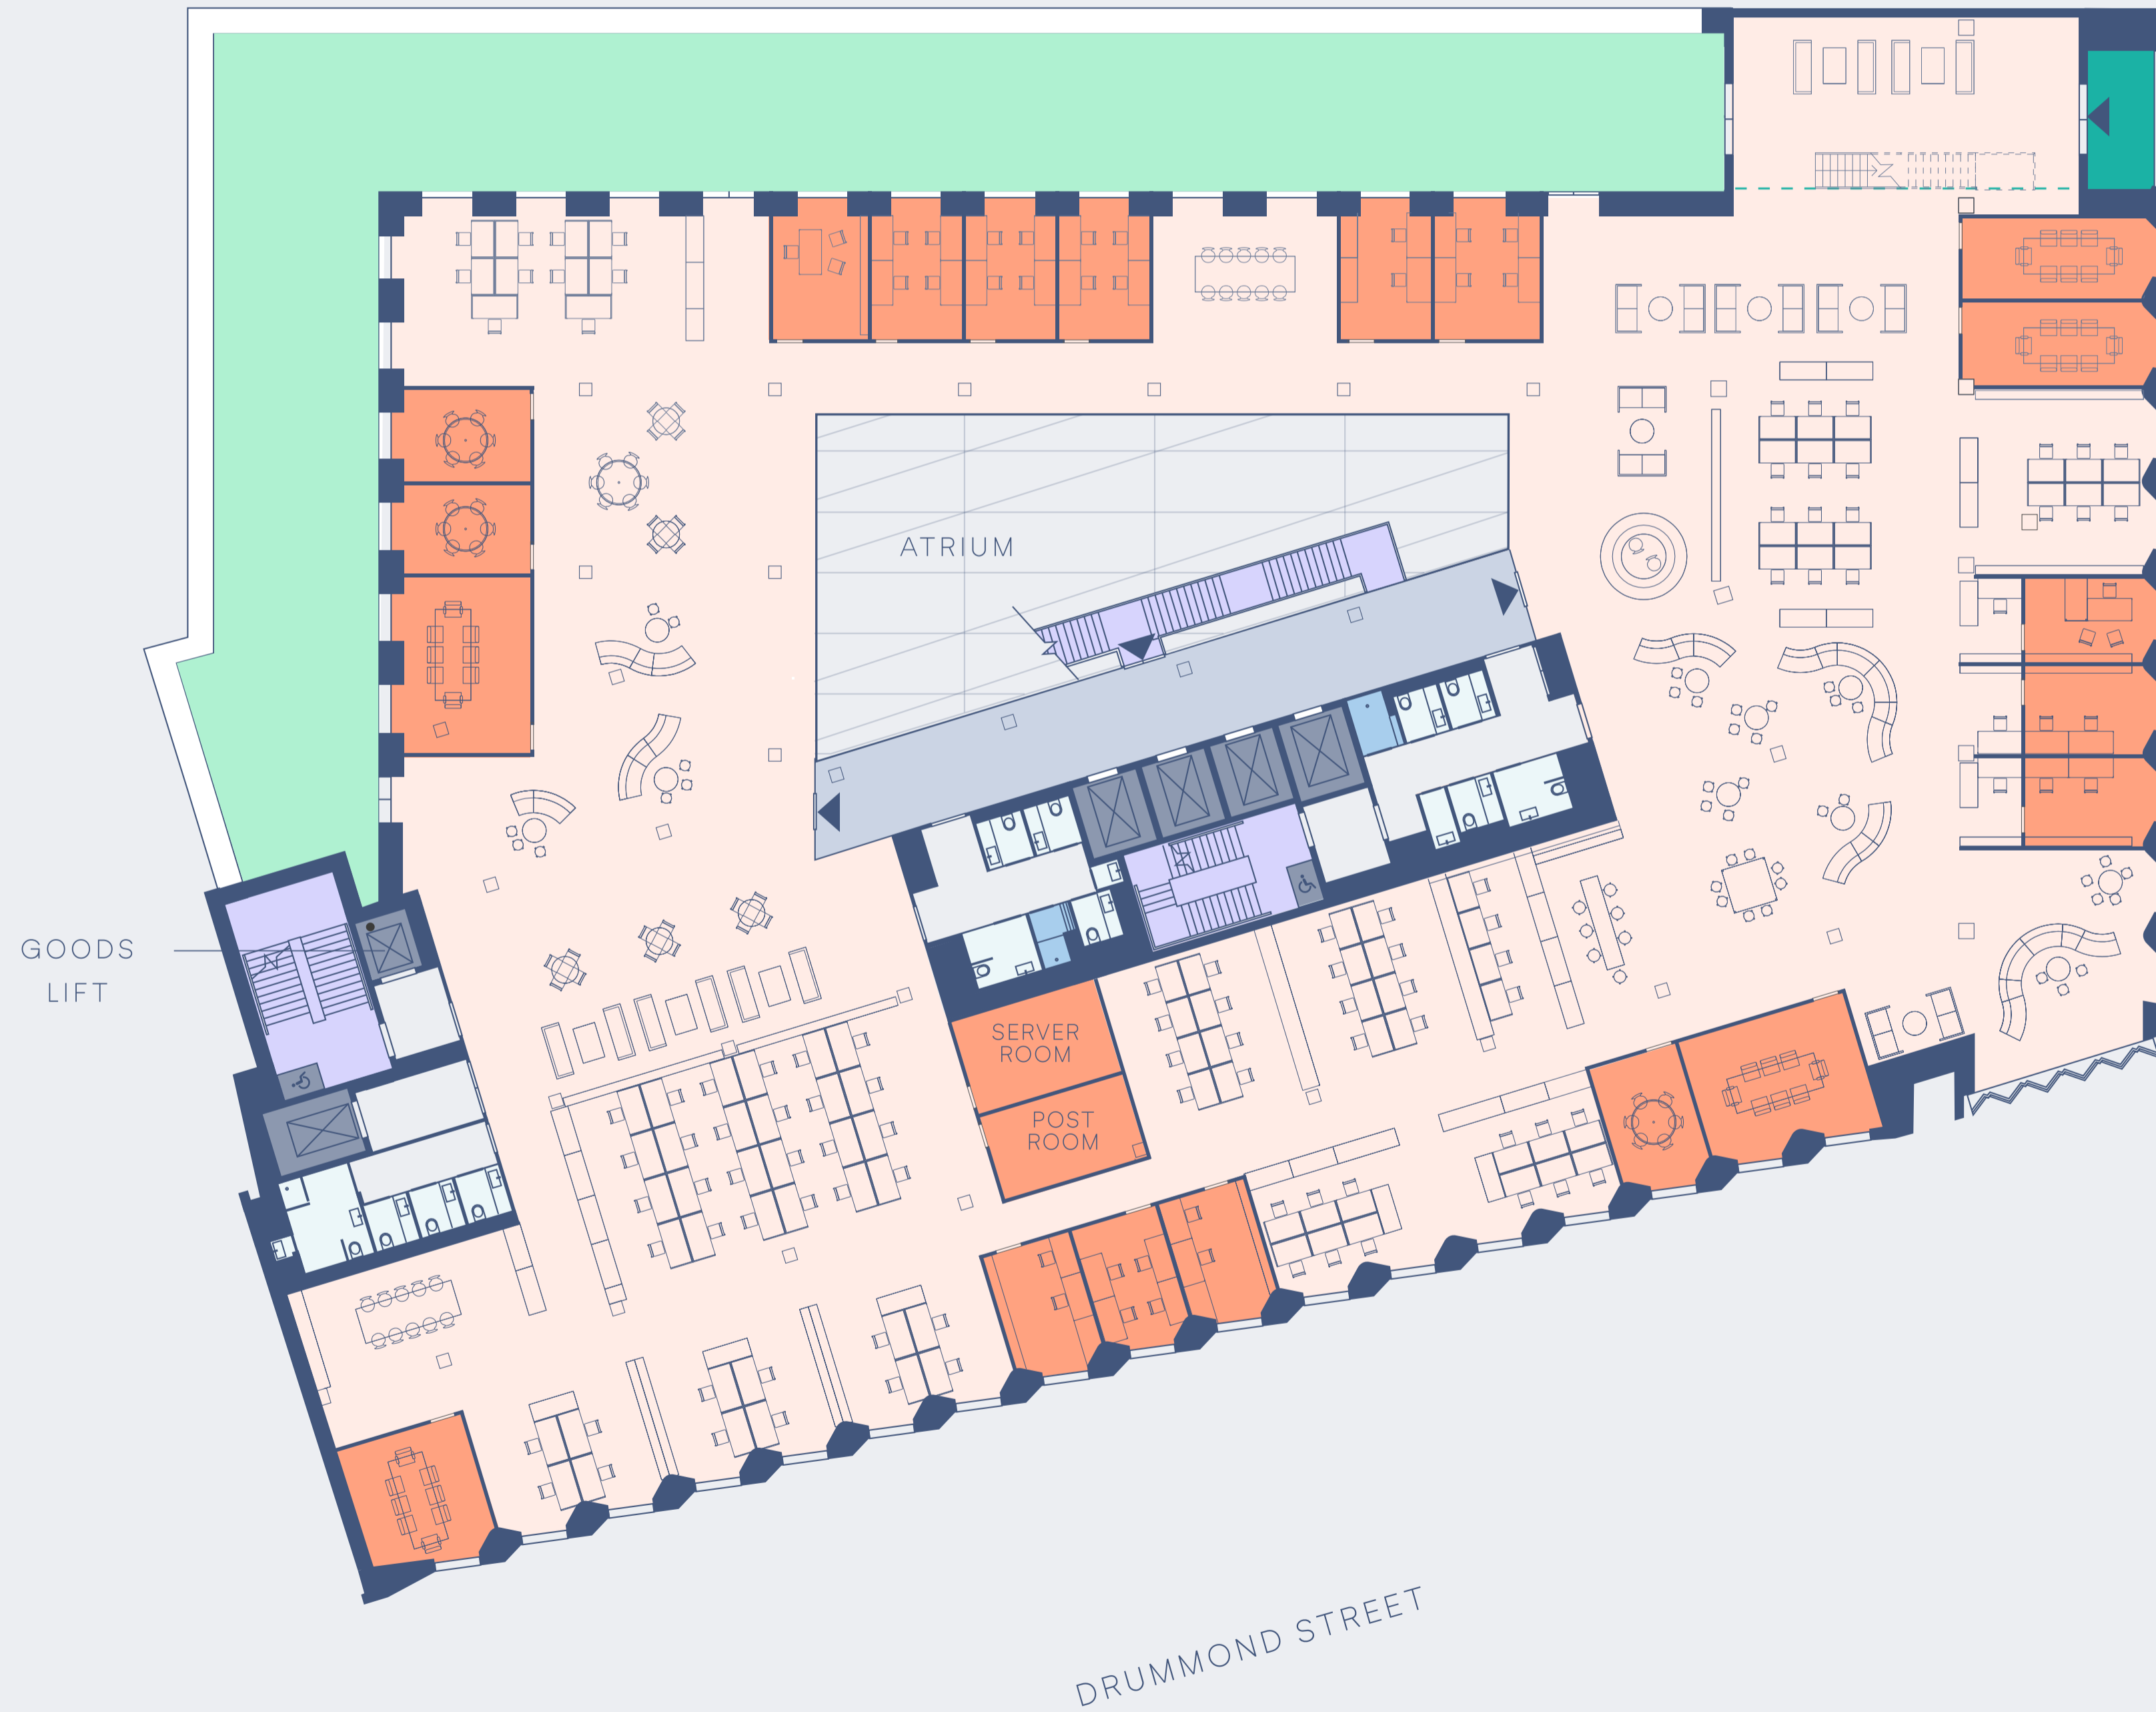 ATRIUM
GOODS
LIFT
SERVER
ROOM
POST
ROOM
DRUMMOND STREET